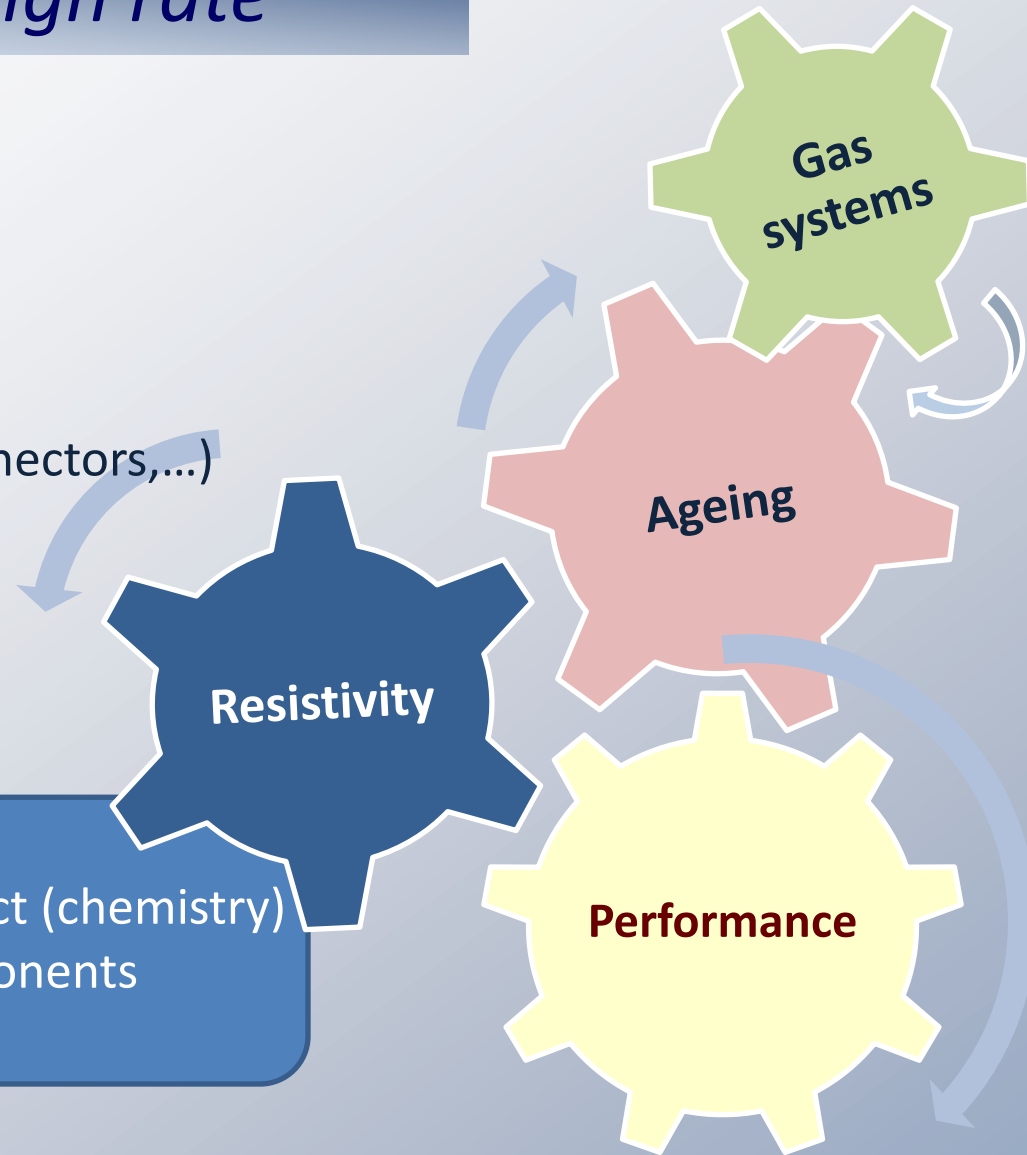 igh rate
Gas
systems
nectors,...)
Ageing
Resistivity
ct (chemistry)
onents
Performance